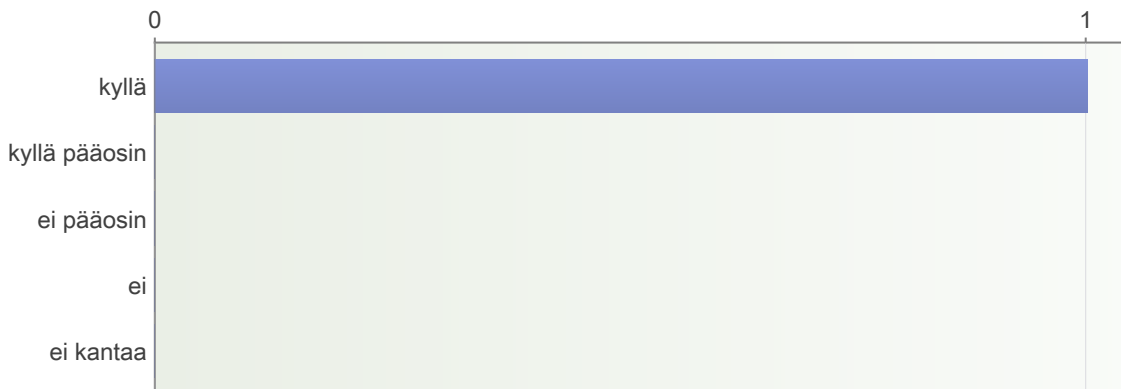 0 1
kyllä
kyllä pääosin
ei pääosin
ei
ei kantaa